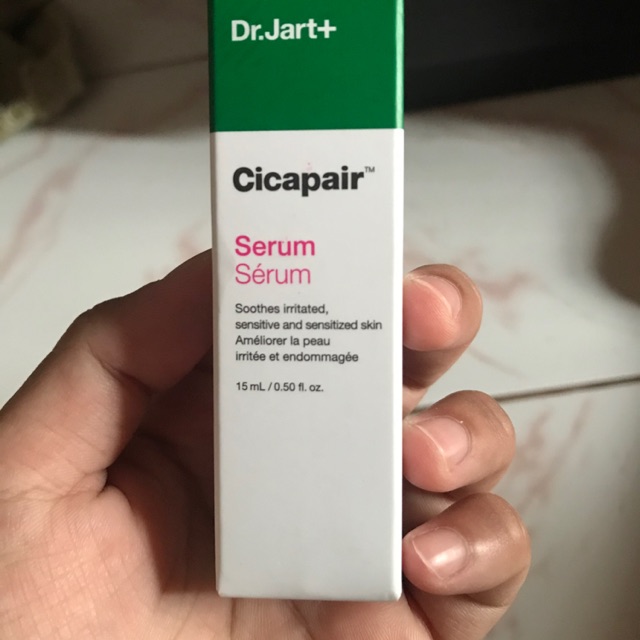 Dr.Jart+
Cicapair™
Serum
Sérum
Soothes irritated,
sensitive and sensitized skin
Améliorer la peau
irritée et endommagée
15 mL / 0.50 fl. oz.